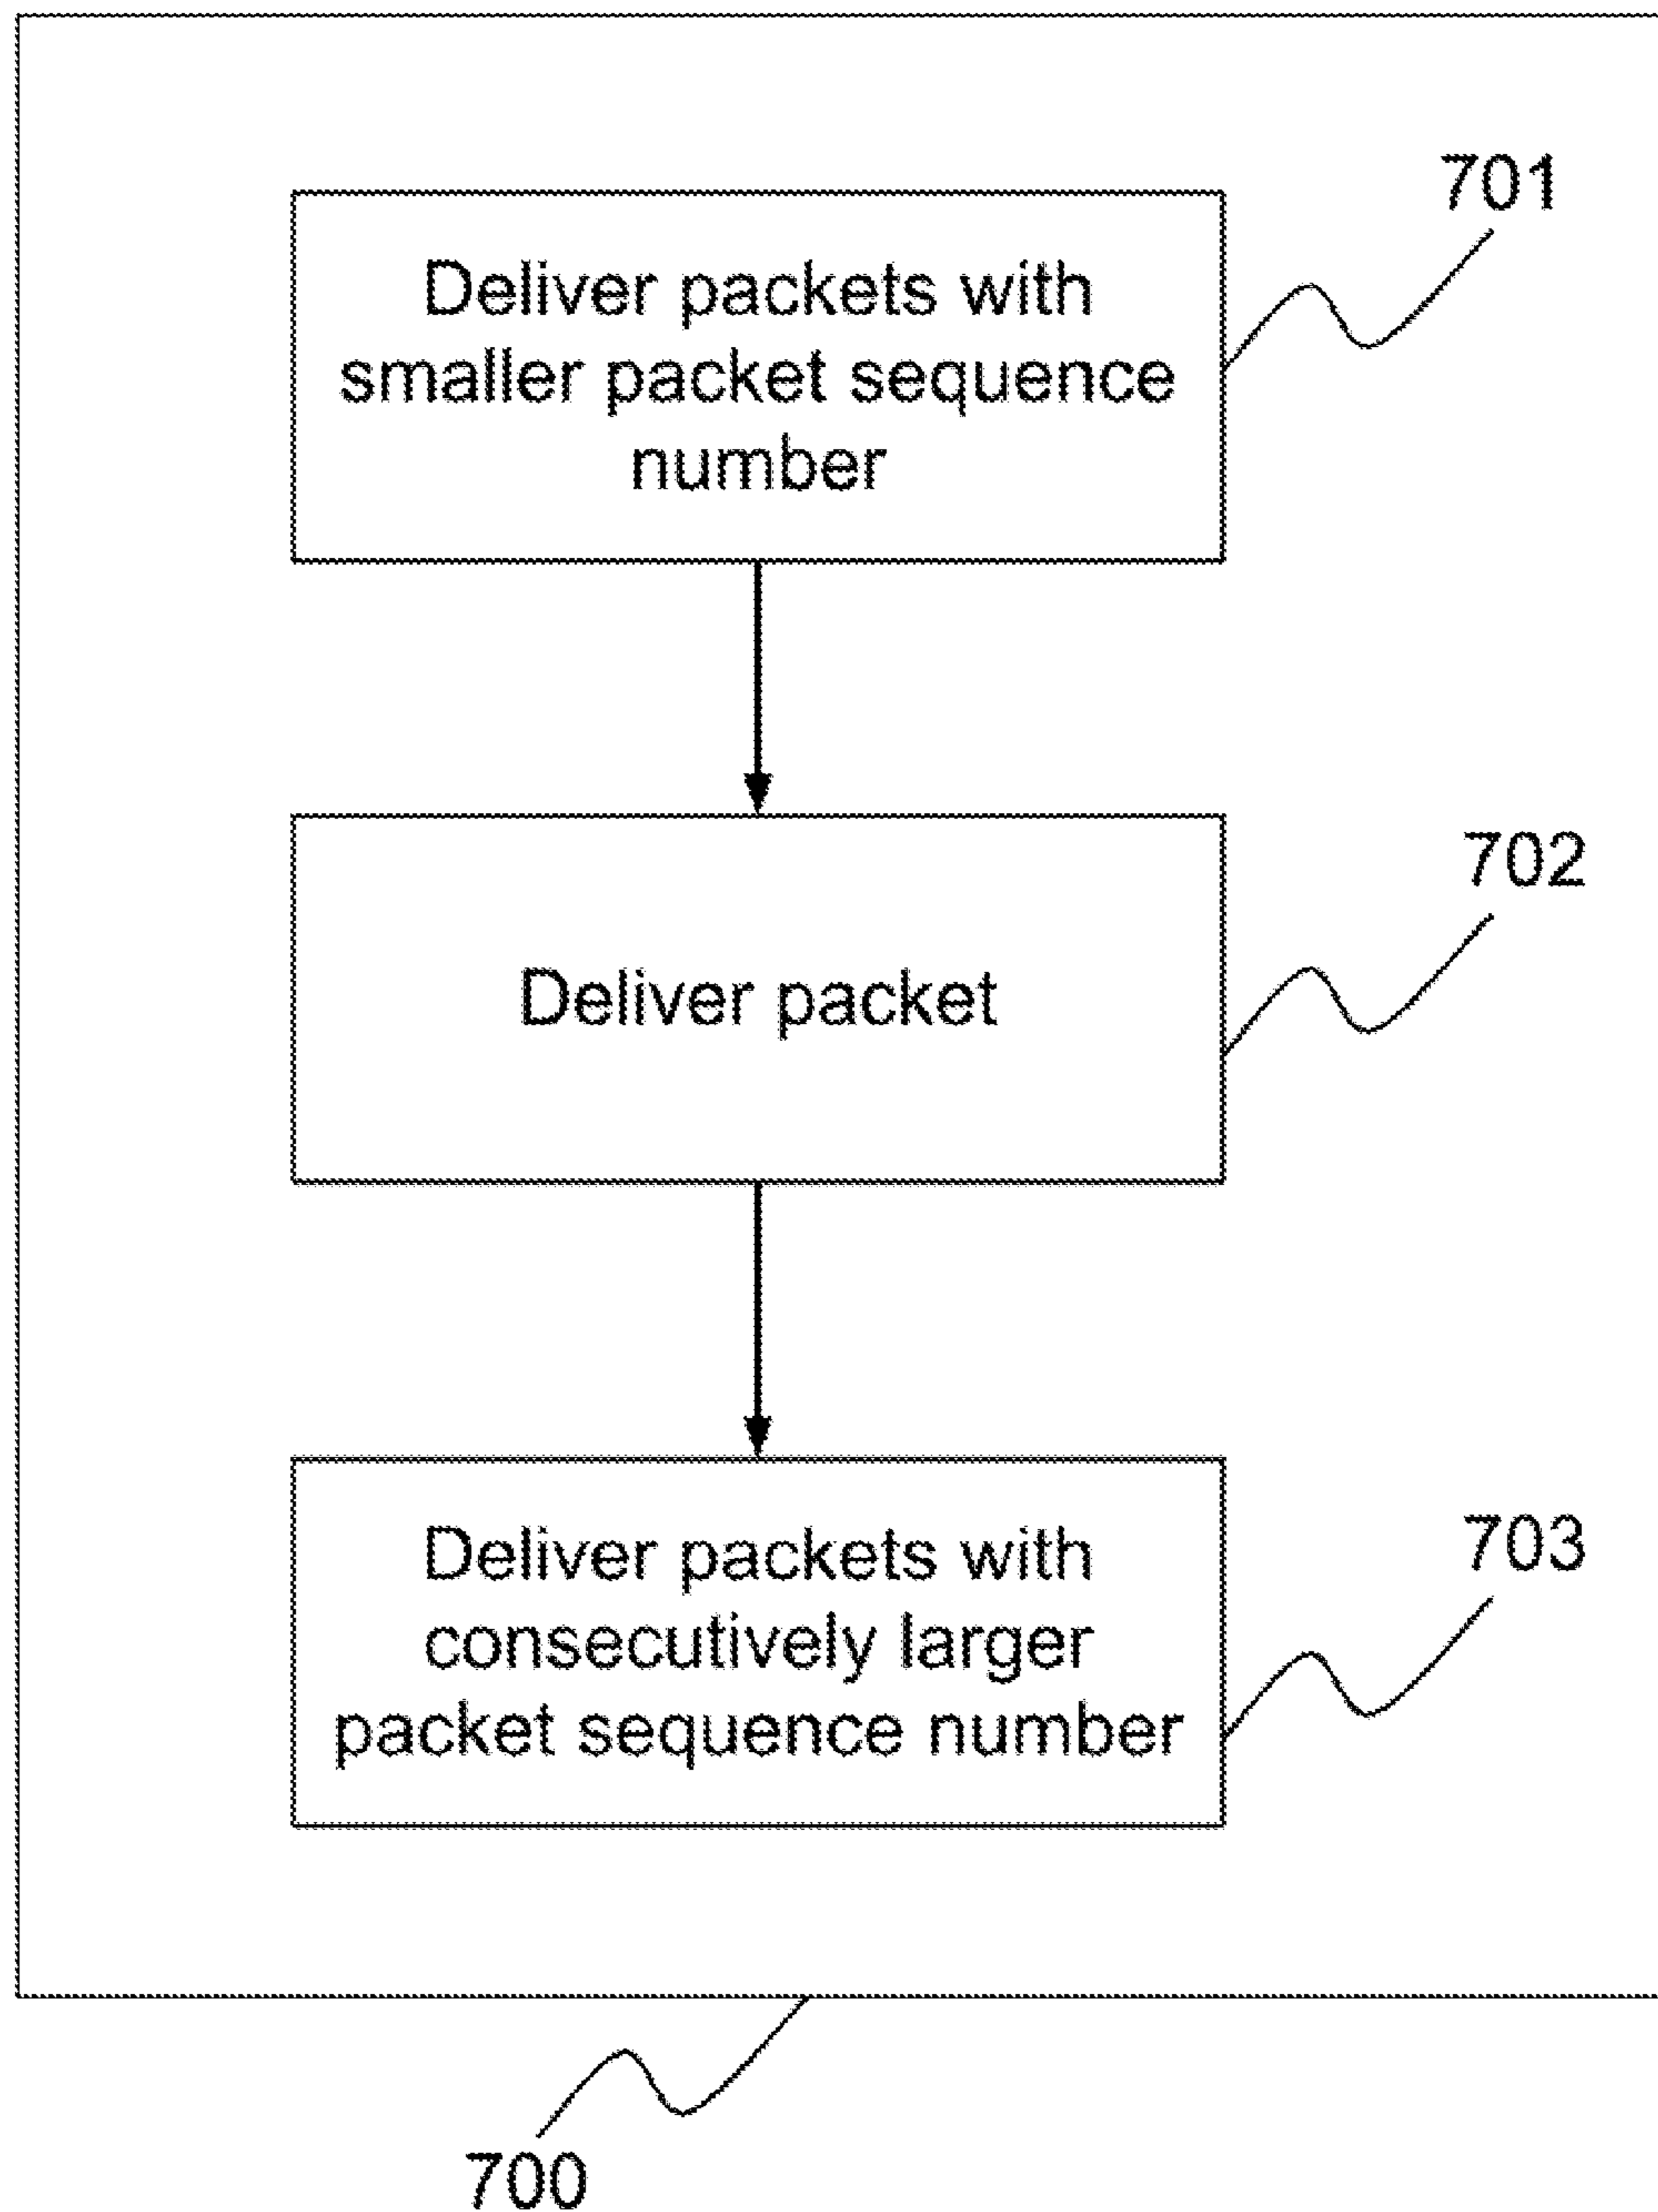 701
Deliver packets with
smaller packet sequence
number
702
Deliver packet
703
Deliver packets with
consecutively larger
packet sequence number
700